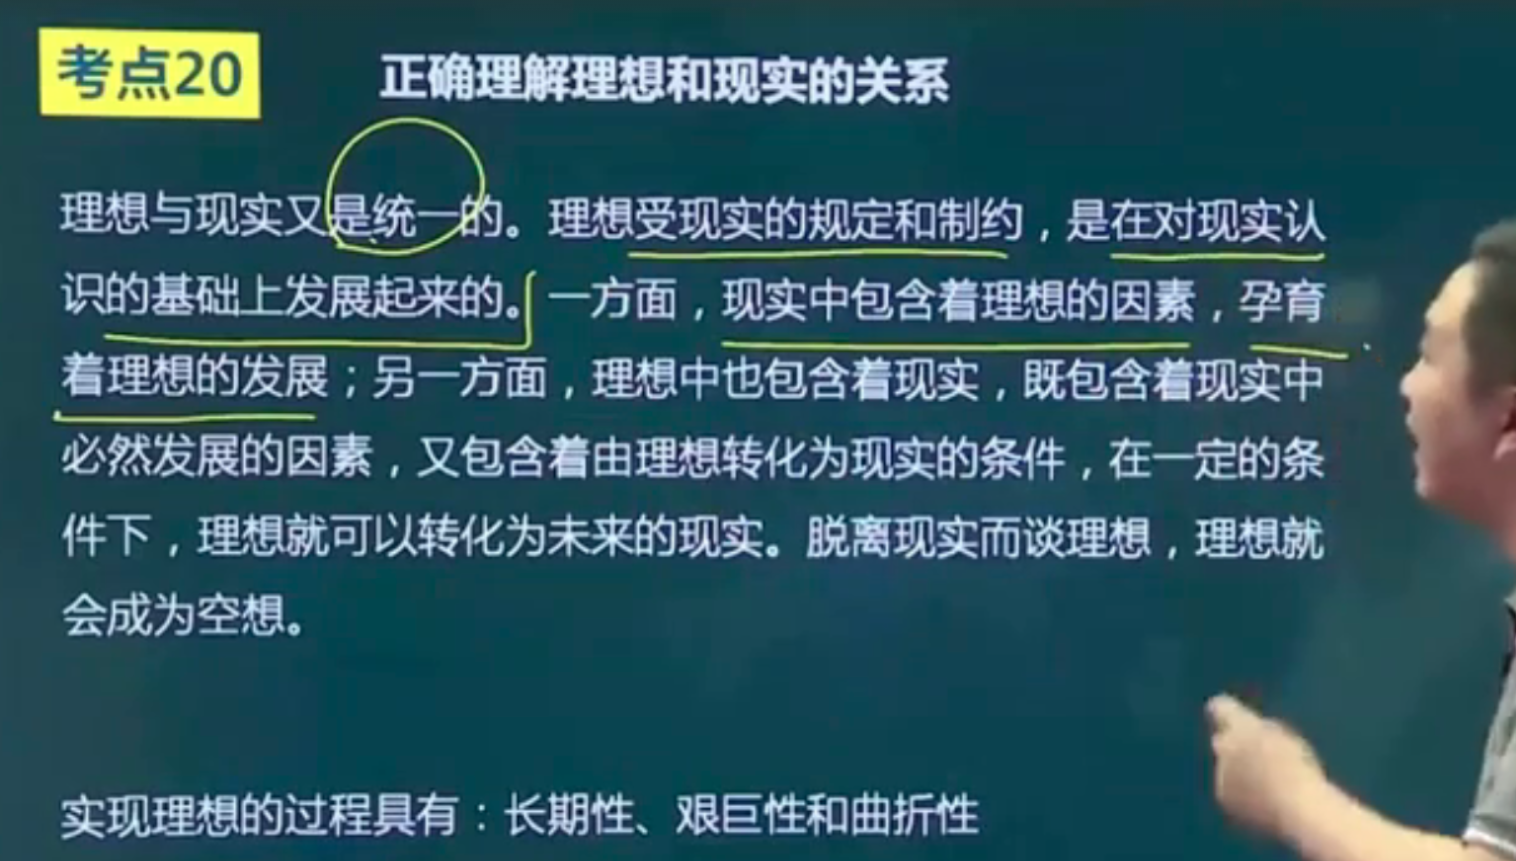 考点20
正确理解理想和现实的关系
理想与现实又是统一的。理想受现实的规定和制约，是在对现实认
识的基础上发展起来的。一方面，现实中包含着理想的因素，孕育
着理想的发展；另一方面，理想中也包含着现实，既包含着现实中
必然发展的因素，又包含着由理想转化为现实的条件，在一定的条
件下，理想就可以转化为未来的现实。脱离现实而谈理想，理想就
会成为空想。
实现理想的过程具有：长期性、艰巨性和曲折性